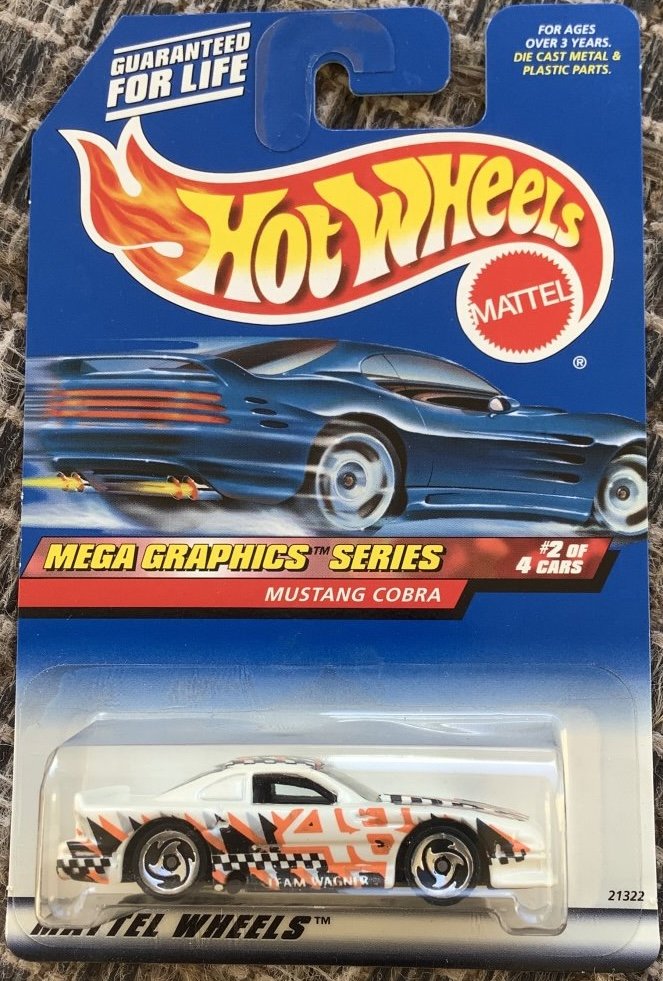 GUARANTEED
FOR LIFE
FOR AGES
OVER 3 YEARS.
DIE CAST METAL &
PLASTIC PARTS.
Hot Wheels
MATTEL
®
MEGA GRAPHICS™ SERIES
#2 OF
4 CARS
MUSTANG COBRA
TEAM WAGNER
21322
MATTEL WHEELS™